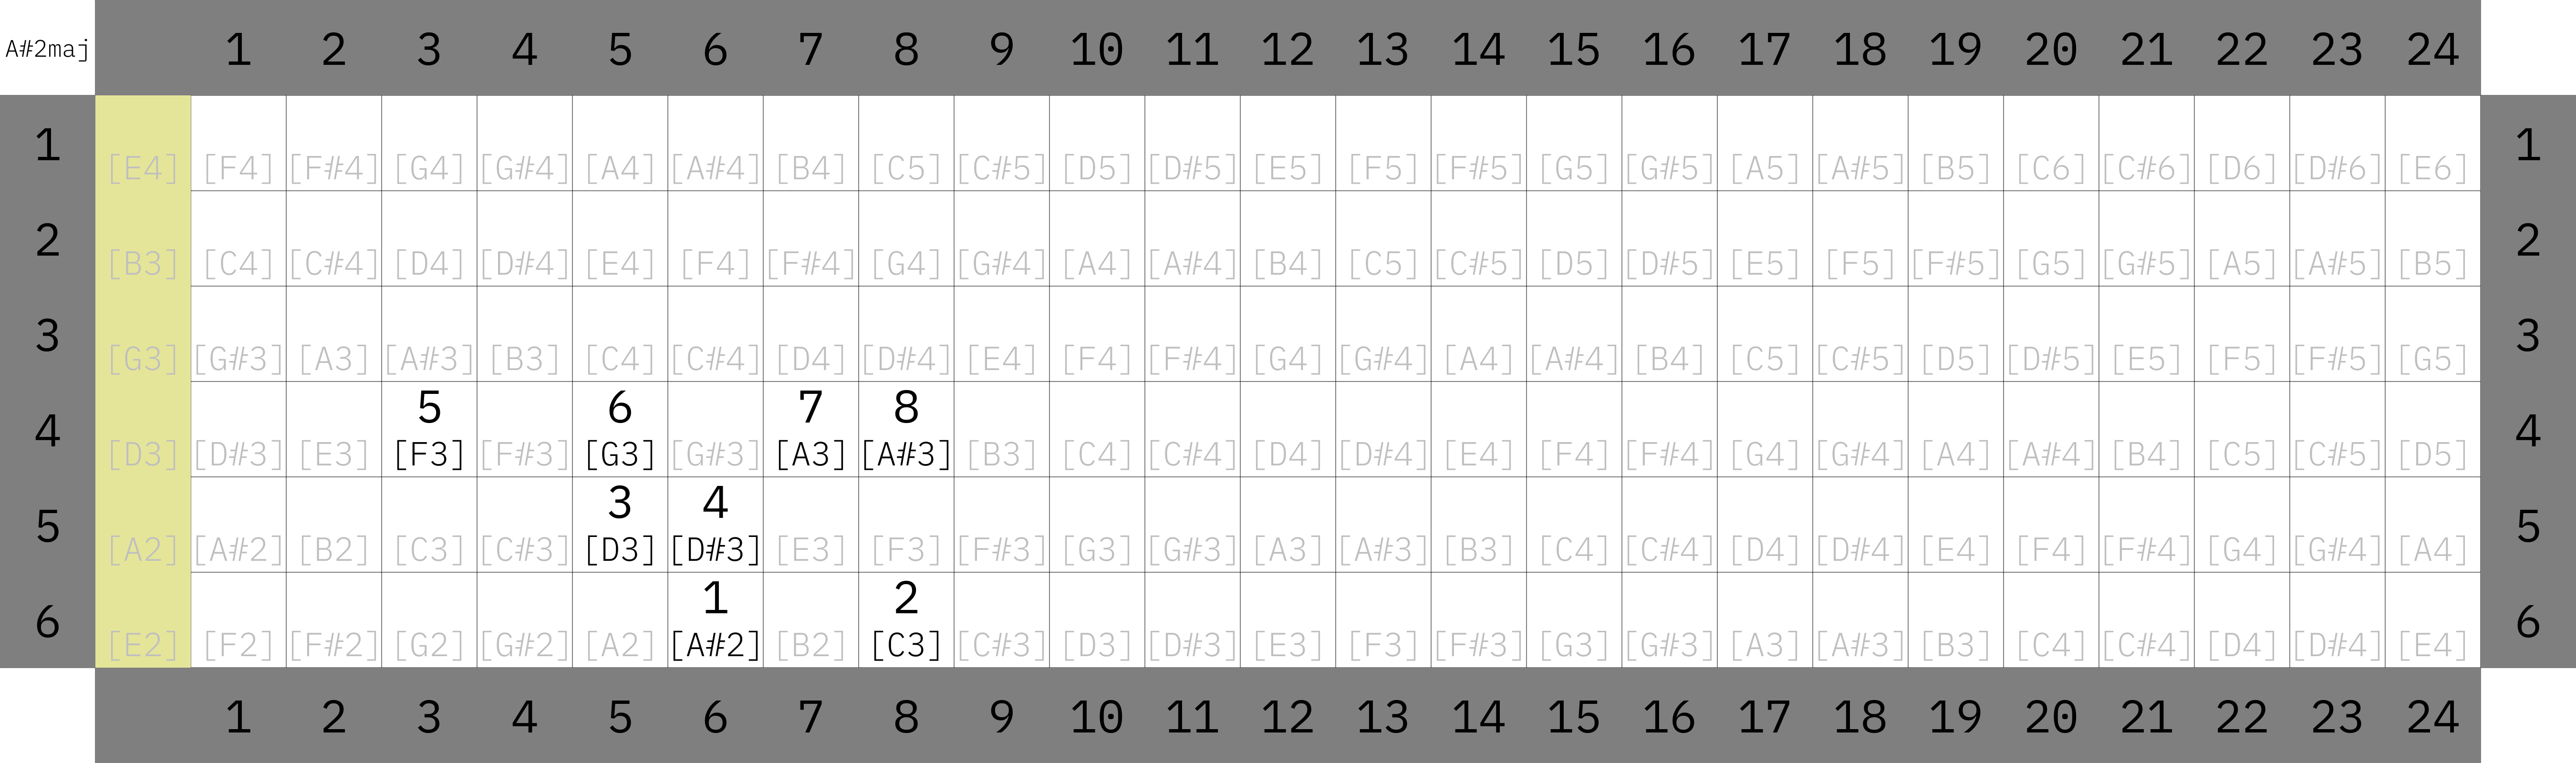 A#2maj 1 2 3 4 5 6 7 8 9 10 11 12 13 14 15 16 17 18 19 20 21 22 23 24
1 [E4] [F4] [F#4] [G4] [G#4] [A4] [A#4] [B4] [C5] [C#5] [D5] [D#5] [E5] [F5] [F#5] [G5] [G#5] [A5] [A#5] [B5] [C6] [C#6] [D6] [D#6] [E6] 1
2 [B3] [C4] [C#4] [D4] [D#4] [E4] [F4] [F#4] [G4] [G#4] [A4] [A#4] [B4] [C5] [C#5] [D5] [D#5] [E5] [F5] [F#5] [G5] [G#5] [A5] [A#5] [B5] 2
3 [G3] [G#3] [A3] [A#3] [B3] [C4] [C#4] [D4] [D#4] [E4] [F4] [F#4] [G4] [G#4] [A4] [A#4] [B4] [C5] [C#5] [D5] [D#5] [E5] [F5] [F#5] [G5] 3
5 6 7 8
4 [D3] [D#3] [E3] [F3] [F#3] [G3] [G#3] [A3] [A#3] [B3] [C4] [C#4] [D4] [D#4] [E4] [F4] [F#4] [G4] [G#4] [A4] [A#4] [B4] [C5] [C#5] [D5] 4
3 4
5 [A2] [A#2] [B2] [C3] [C#3] [D3] [D#3] [E3] [F3] [F#3] [G3] [G#3] [A3] [A#3] [B3] [C4] [C#4] [D4] [D#4] [E4] [F4] [F#4] [G4] [G#4] [A4] 5
1 2
6 [E2] [F2] [F#2] [G2] [G#2] [A2] [A#2] [B2] [C3] [C#3] [D3] [D#3] [E3] [F3] [F#3] [G3] [G#3] [A3] [A#3] [B3] [C4] [C#4] [D4] [D#4] [E4] 6
1 2 3 4 5 6 7 8 9 10 11 12 13 14 15 16 17 18 19 20 21 22 23 24